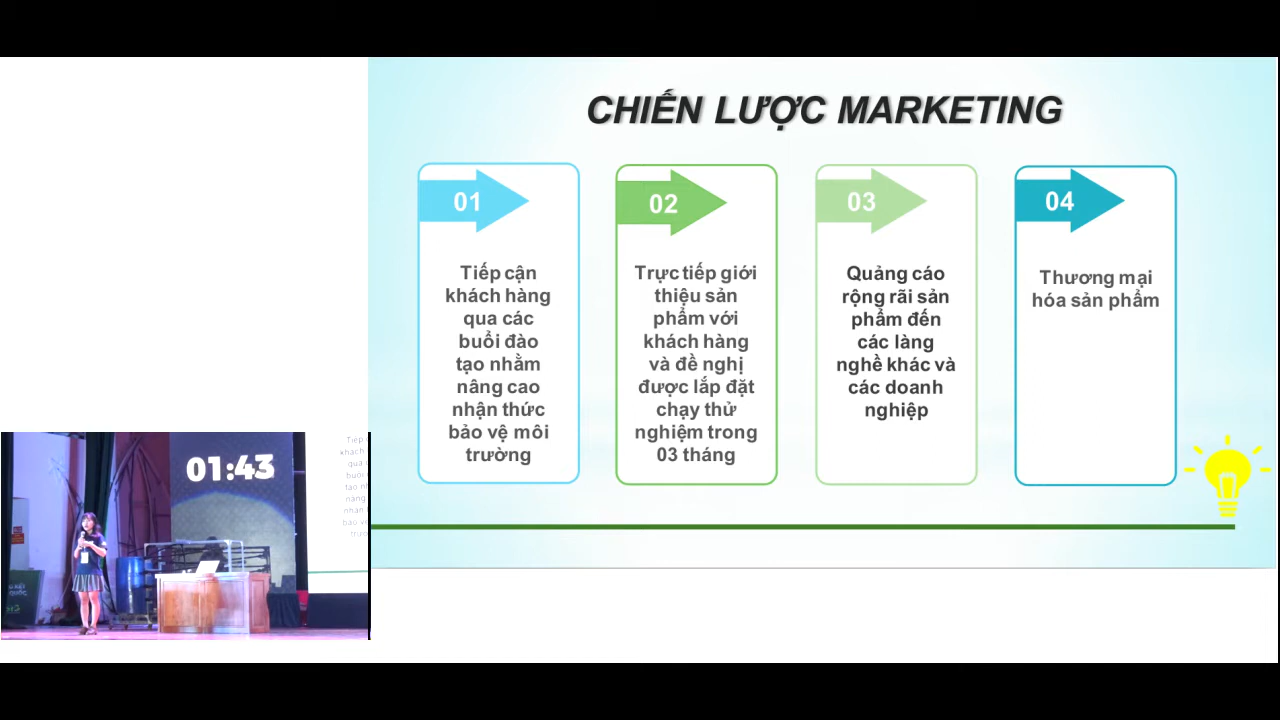 CHIẾN LƯỢC MARKETING
01
Tiếp cận
khách hàng
qua các
buổi đào
tạo nhằm
nâng cao
nhận thức
bảo vệ môi
trường
02
Trực tiếp giới
thiệu sản
phẩm với
khách hàng
và đề nghị
được lắp đặt
chạy thử
nghiệm trong
03 tháng
03
Quảng cáo
rộng rãi sản
phẩm đến
các làng
nghề khác và
các doanh
nghiệp
04
Thương mại
hóa sản phẩm
01:43